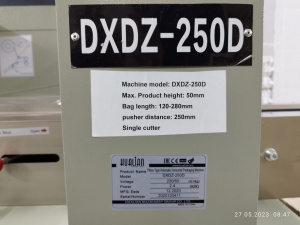 DXDZ-250D
Machine model: DXDZ-250D
Max. Product height: 50mm
Bag length: 120-280mm
pusher distance: 250mm
Single cutter
HUALIAN
Product Name
Model DXDZ-250D
Voltage
Power
MFG. Date
Serial Number
27.05.2023 08:47